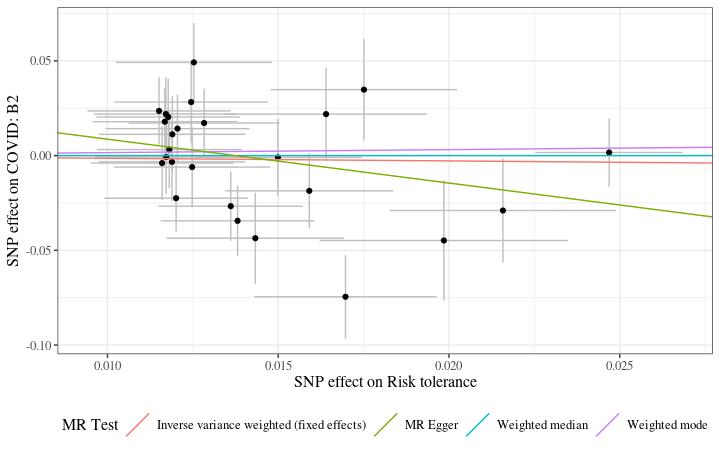 SNP effect on COVID: B2
0.05
0.00
-0.05
-0.10
0.010 0.015 0.020 0.025
SNP effect on Risk tolerance
MR Test Inverse variance weighted (fixed effects) MR Egger Weighted median Weighted mode